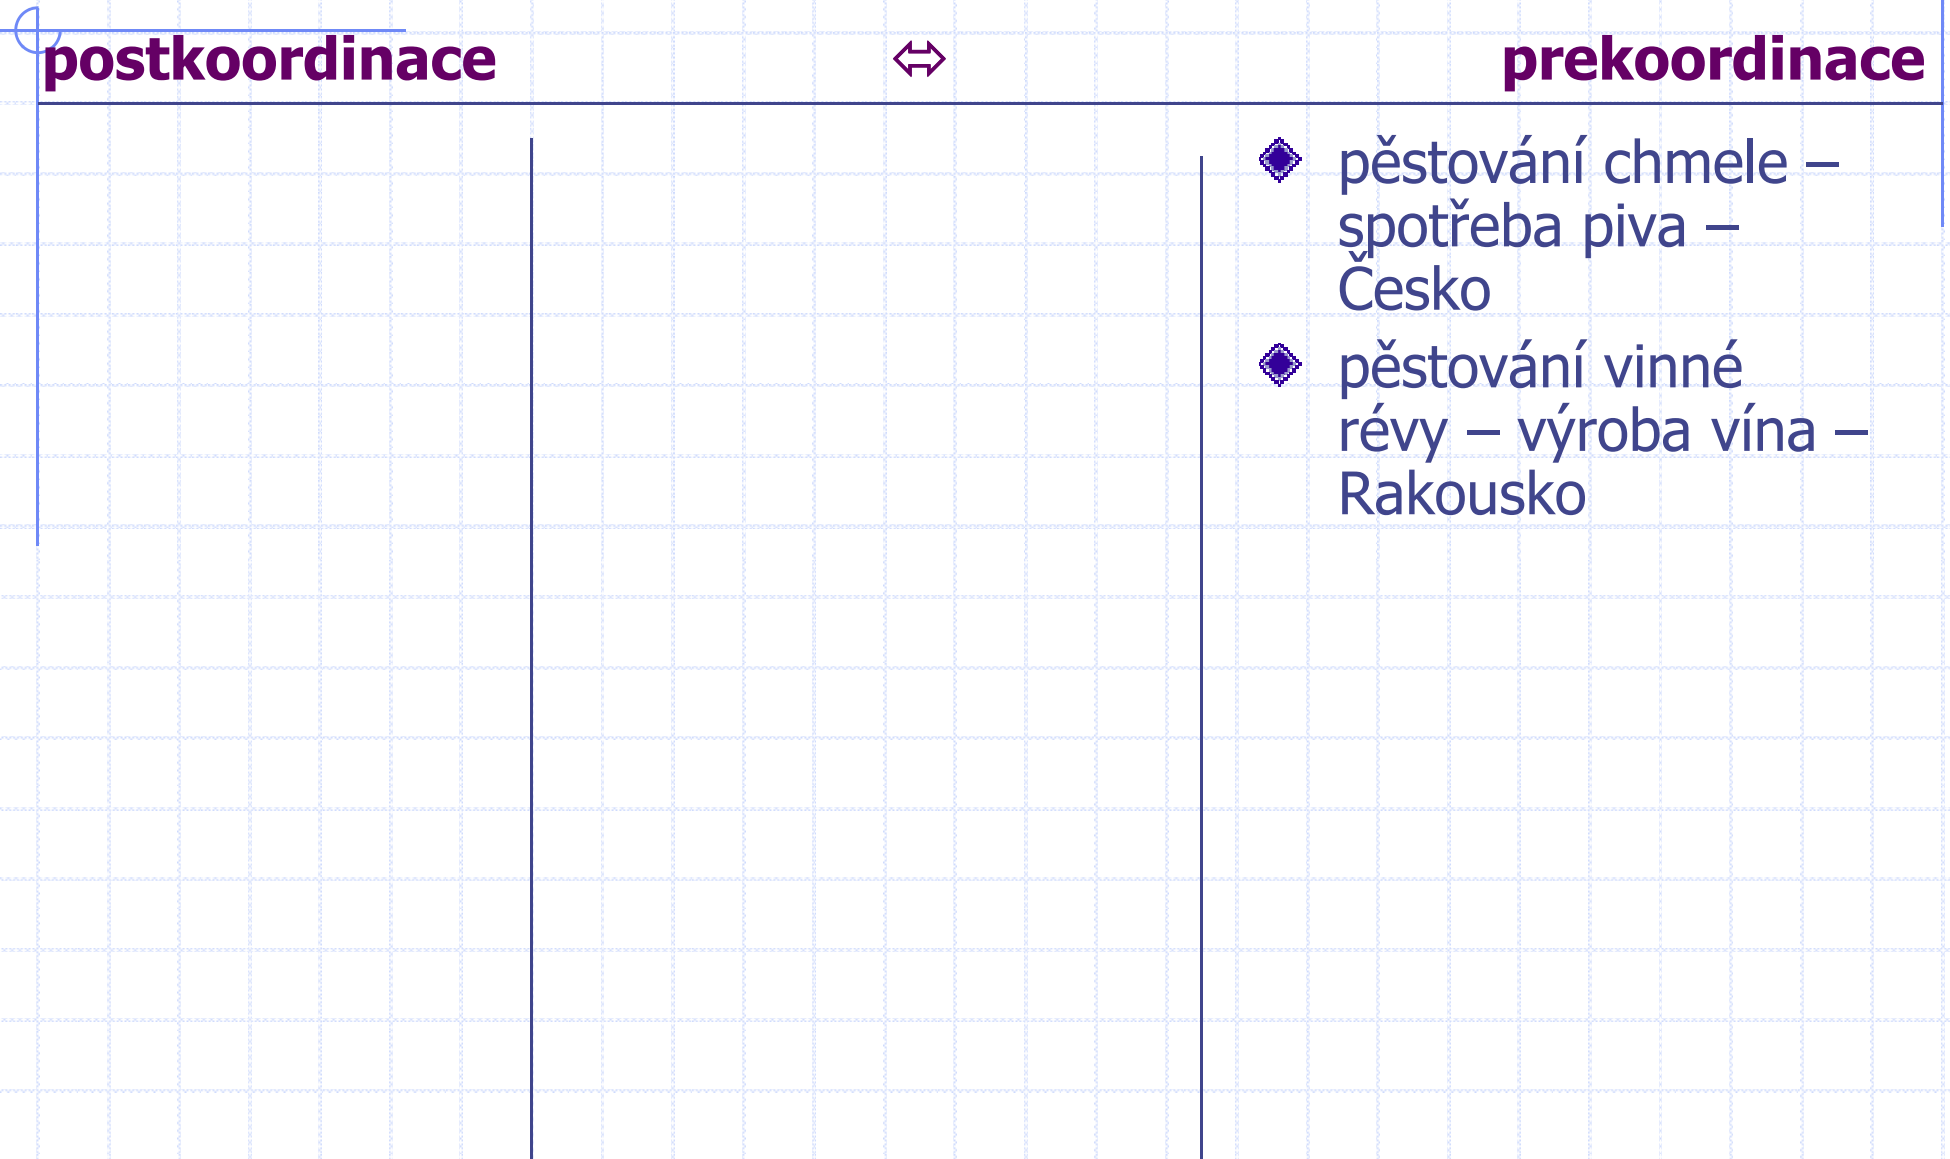 postkoordinace ⬄ prekoordinace
pěstování chmele –
spotřeba piva –
Česko
pěstování vinné
révy – výroba vína –
Rakousko